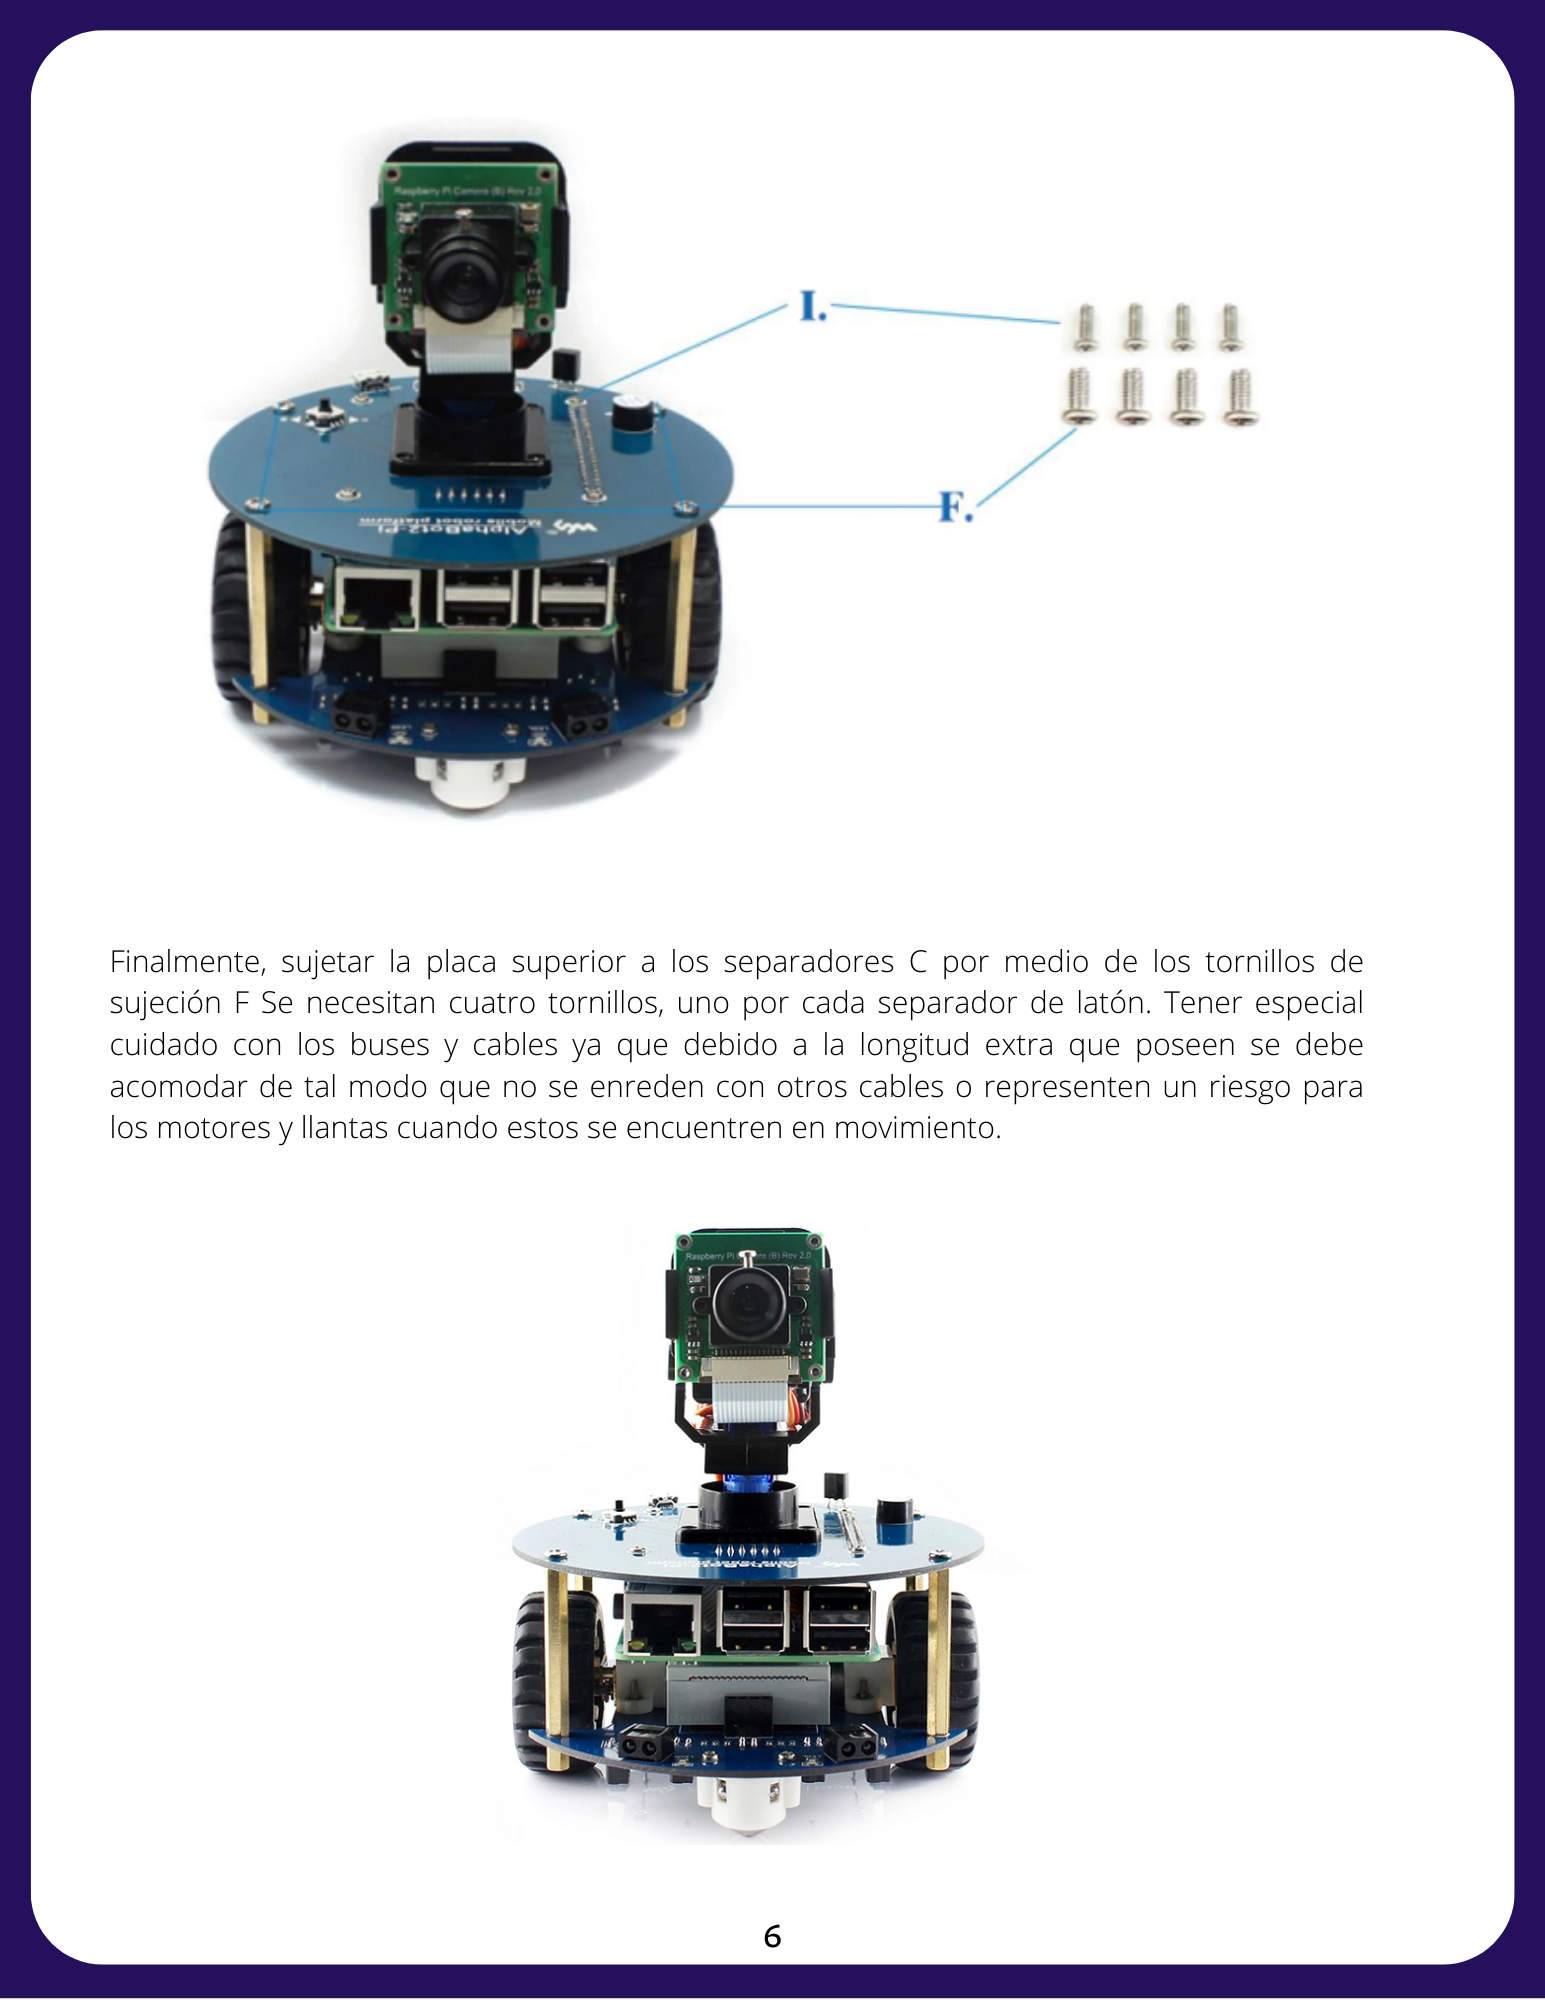 Raspberry Pi Camera (B) Rev 2.0
I.
F.
AlphaBot2-Pi
Mobile robot platform
Finalmente, sujetar la placa superior a los separadores C por medio de los tornillos de
sujeción F Se necesitan cuatro tornillos, uno por cada separador de latón. Tener especial
cuidado con los buses y cables ya que debido a la longitud extra que poseen se debe
acomodar de tal modo que no se enreden con otros cables o representen un riesgo para
los motores y llantas cuando estos se encuentren en movimiento.
Raspberry Pi (B) Rev 2.0
6